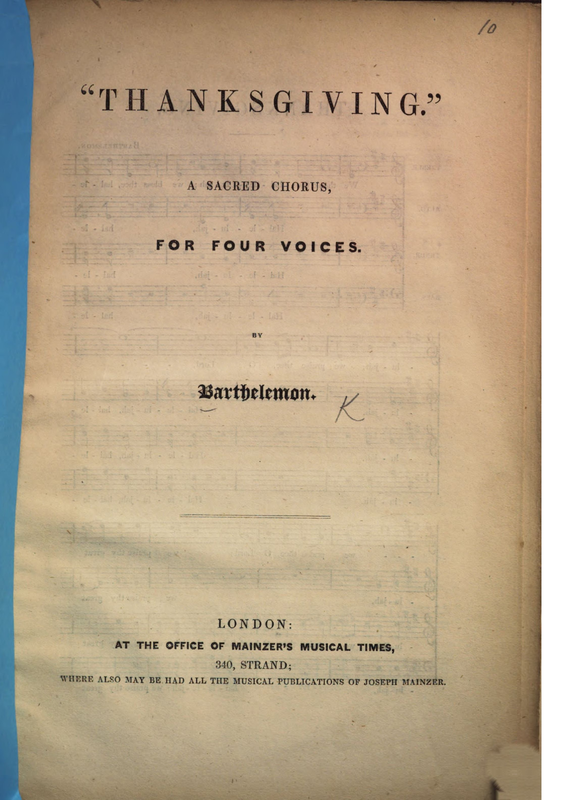 10
“THANKSGIVING.”
A SACRED CHORUS,
FOR FOUR VOICES.
BY
Barthelemon.
K
LONDON:
AT THE OFFICE OF MAINZER'S MUSICAL TIMES,
340, STRAND;
WHERE ALSO MAY BE HAD ALL THE MUSICAL PUBLICATIONS OF JOSEPH MAINZER.